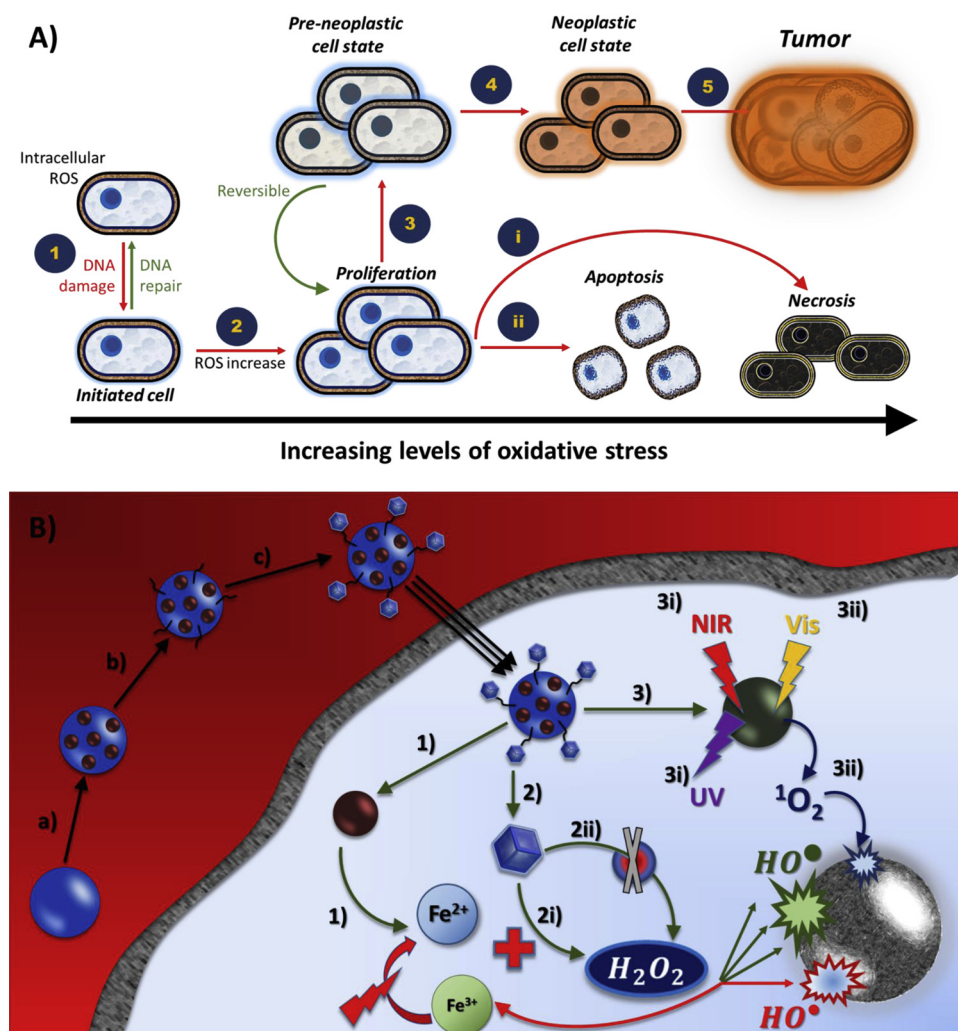 A)
Pre-neoplastic
cell state
Neoplastic
cell state
Tumor
4
5
Intracellular
ROS
Reversible
1
DNA
damage
DNA
repair
3
i
Proliferation
Apoptosis
Necrosis
2
ii
ROS increase
Initiated cell
Increasing levels of oxidative stress
B)
c)
b)
a)
3i)
NIR
3ii)
Vis
3)
1)
3i)
UV
3ii)
¹O₂
2)
2ii)
HO●
1)
Fe²⁺
2i)
H₂O₂
Fe³⁺
HO●